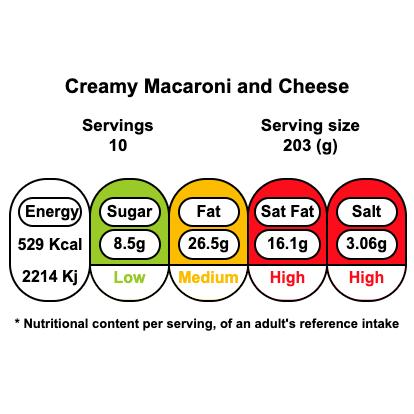 Creamy Macaroni and Cheese
Servings Serving size
10 203 (g)
Energy Sugar Fat Sat Fat Salt
529 Kcal 8.5g 26.5g 16.1g 3.06g
2214 Kj Low Medium High High
* Nutritional content per serving, of an adult's reference intake